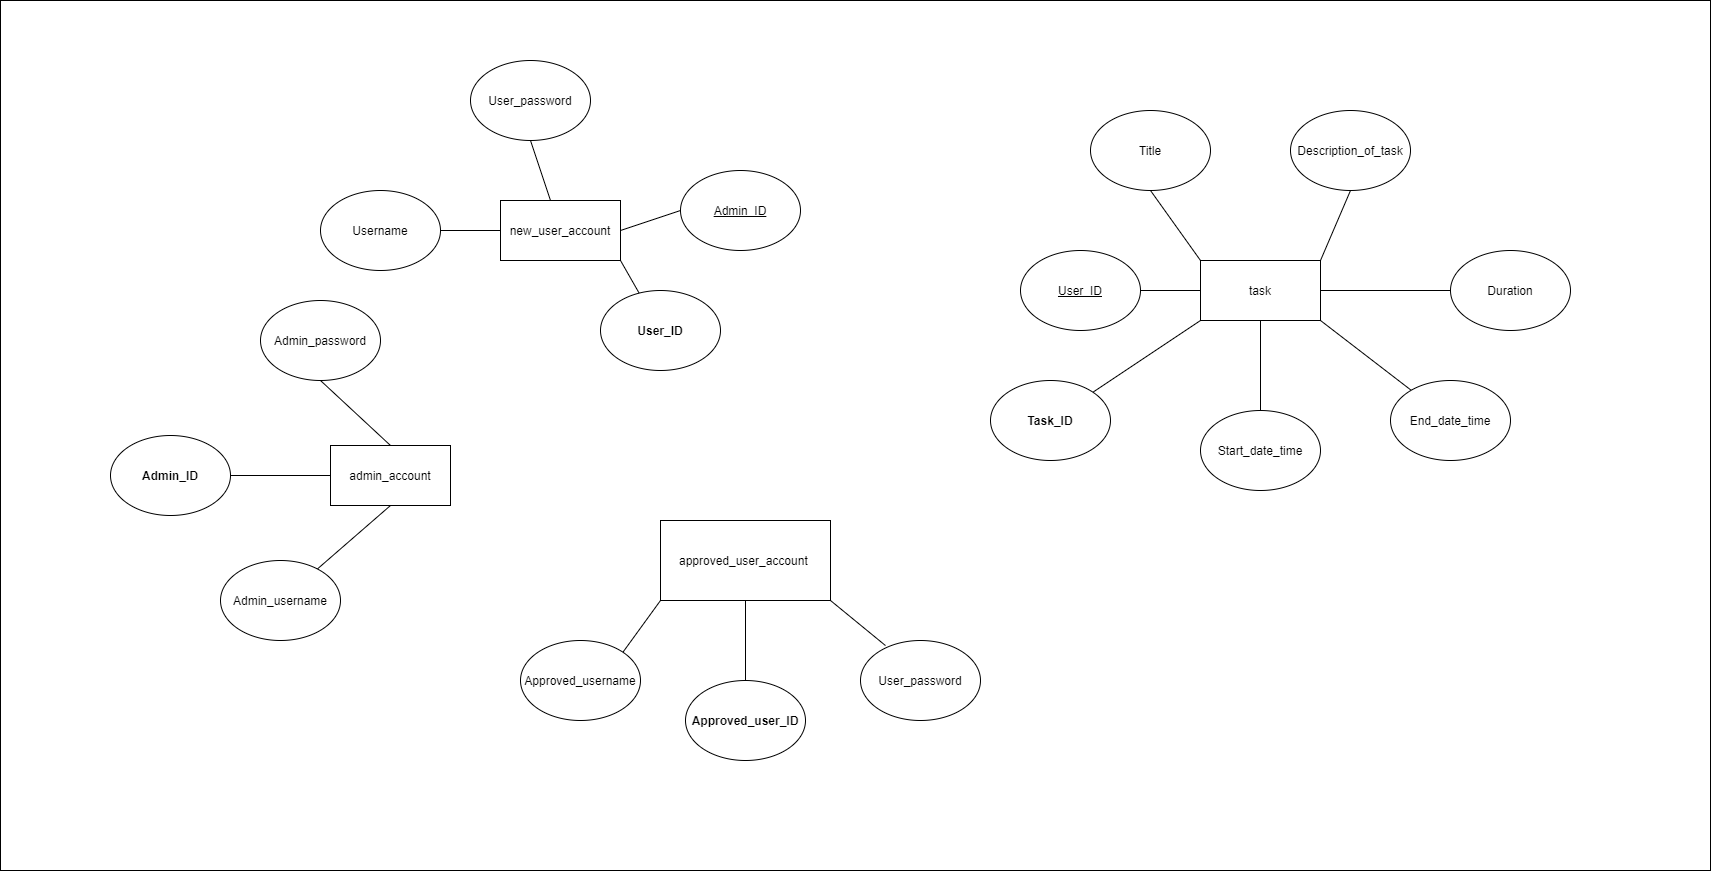 User_password
Username
new_user_account
Admin_ID
User_ID
Admin_password
Admin_ID
admin_account
Admin_username
approved_user_account
Approved_username
Approved_user_ID
User_password
Title
Description_of_task
User_ID
task
Duration
Task_ID
Start_date_time
End_date_time